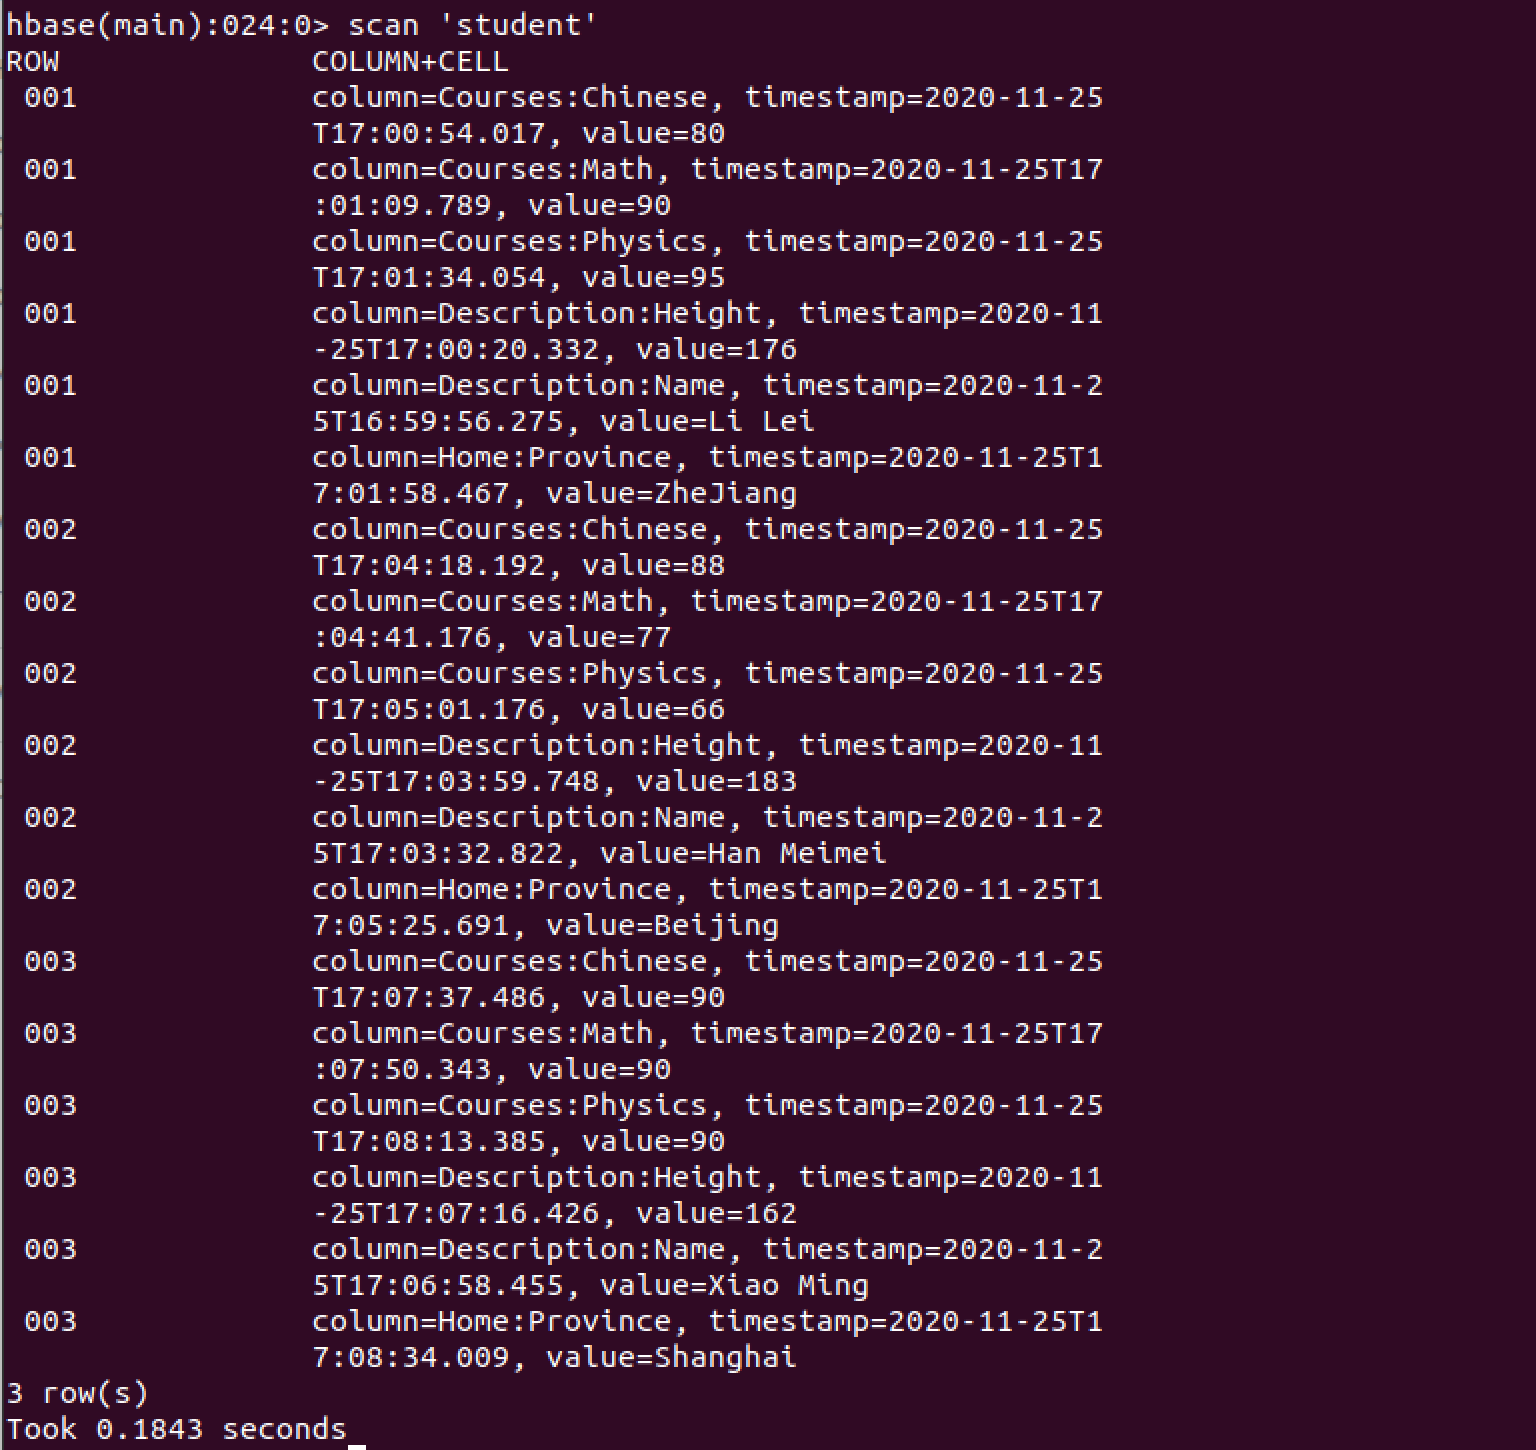 hbase(main):024:0> scan 'student'
ROW COLUMN+CELL
001 column=Courses:Chinese, timestamp=2020-11-25
T17:00:54.017, value=80
001 column=Courses:Math, timestamp=2020-11-25T17
:01:09.789, value=90
001 column=Courses:Physics, timestamp=2020-11-25
T17:01:34.054, value=95
001 column=Description:Height, timestamp=2020-11
-25T17:00:20.332, value=176
001 column=Description:Name, timestamp=2020-11-2
5T16:59:56.275, value=Li Lei
001 column=Home:Province, timestamp=2020-11-25T1
7:01:58.467, value=ZheJiang
002 column=Courses:Chinese, timestamp=2020-11-25
T17:04:18.192, value=88
002 column=Courses:Math, timestamp=2020-11-25T17
:04:41.176, value=77
002 column=Courses:Physics, timestamp=2020-11-25
T17:05:01.176, value=66
002 column=Description:Height, timestamp=2020-11
-25T17:03:59.748, value=183
002 column=Description:Name, timestamp=2020-11-2
5T17:03:32.822, value=Han Meimei
002 column=Home:Province, timestamp=2020-11-25T1
7:05:25.691, value=Beijing
003 column=Courses:Chinese, timestamp=2020-11-25
T17:07:37.486, value=90
003 column=Courses:Math, timestamp=2020-11-25T17
:07:50.343, value=90
003 column=Courses:Physics, timestamp=2020-11-25
T17:08:13.385, value=90
003 column=Description:Height, timestamp=2020-11
-25T17:07:16.426, value=162
003 column=Description:Name, timestamp=2020-11-2
5T17:06:58.455, value=Xiao Ming
003 column=Home:Province, timestamp=2020-11-25T1
7:08:34.009, value=Shanghai
3 row(s)
Took 0.1843 seconds